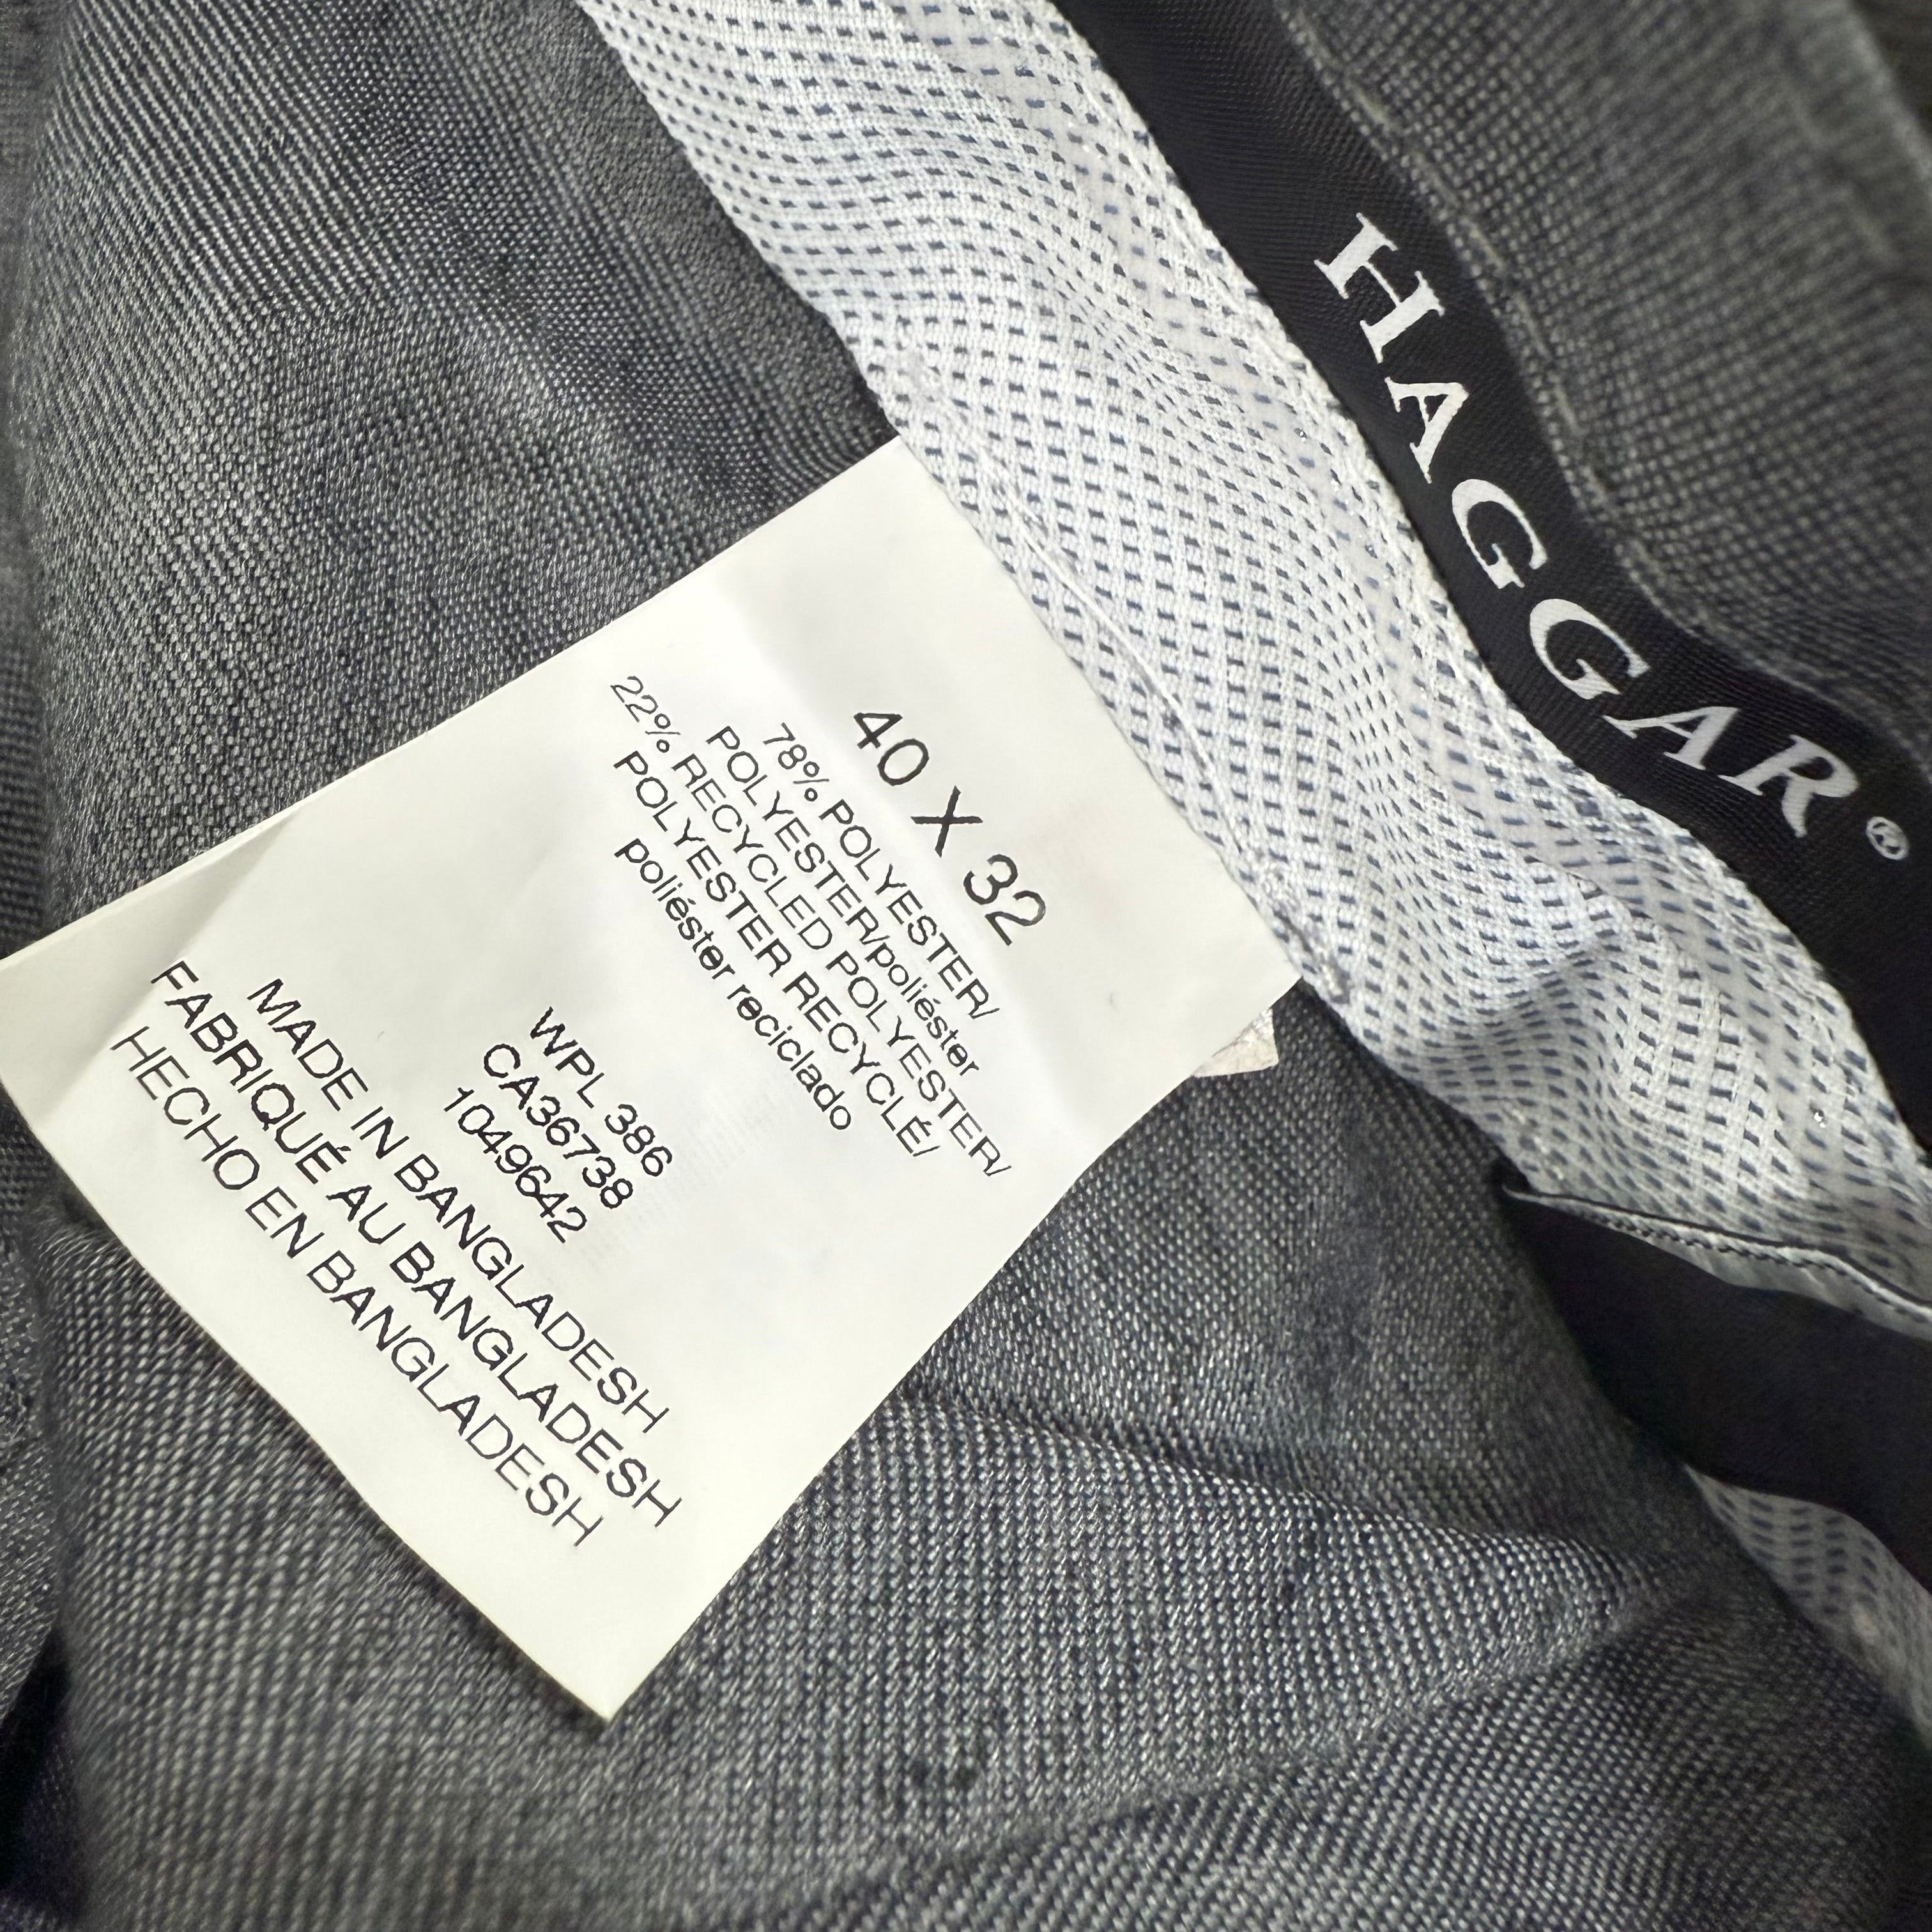 HAGGAR®
40 X 32
78% POLYESTER/
POLYESTER/poliéster
22% RECYCLED POLYESTER/
POLYESTER RECYCLÉ/
poliéster reciclado
WPL 386
CA36738
1049642
MADE IN BANGLADESH
FABRIQUÉ AU BANGLADESH
HECHO EN BANGLADESH